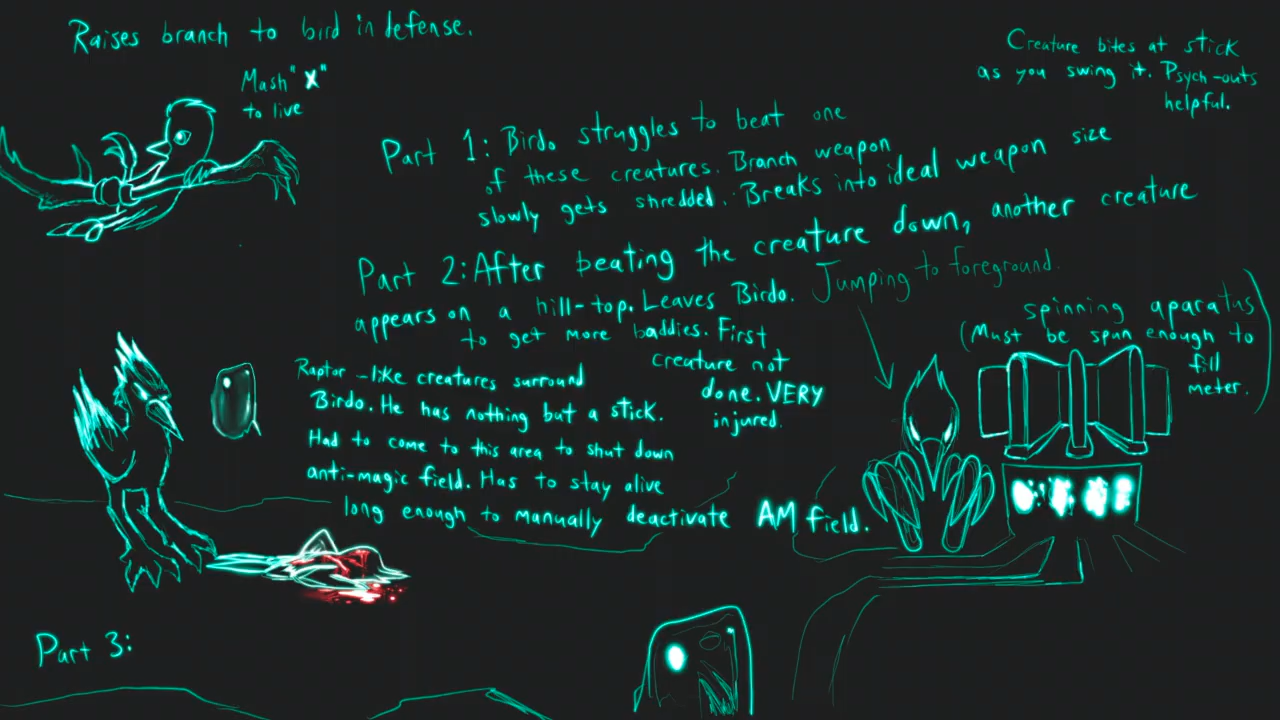 Raises branch to bird in defense.
Mash "X"
to live
Creature bites at stick
as you swing it. Psych-outs
helpful.
Part 1: Birdo struggles to beat one
of these creatures. Branch weapon
slowly gets shredded. Breaks into ideal weapon size
Part 2: After beating the creature down, another creature
appears on a hill-top. Leaves Birdo.
to get more baddies. First
creature not
done. VERY
injured.
Jumping to foreground.
spinning aparatus
(Must be spun enough to
fill
meter.)
Raptor-like creatures surround
Birdo. He has nothing but a stick.
Had to come to this area to shut down
anti-magic field. Has to stay alive
long enough to manually deactivate AM field.
Part 3: